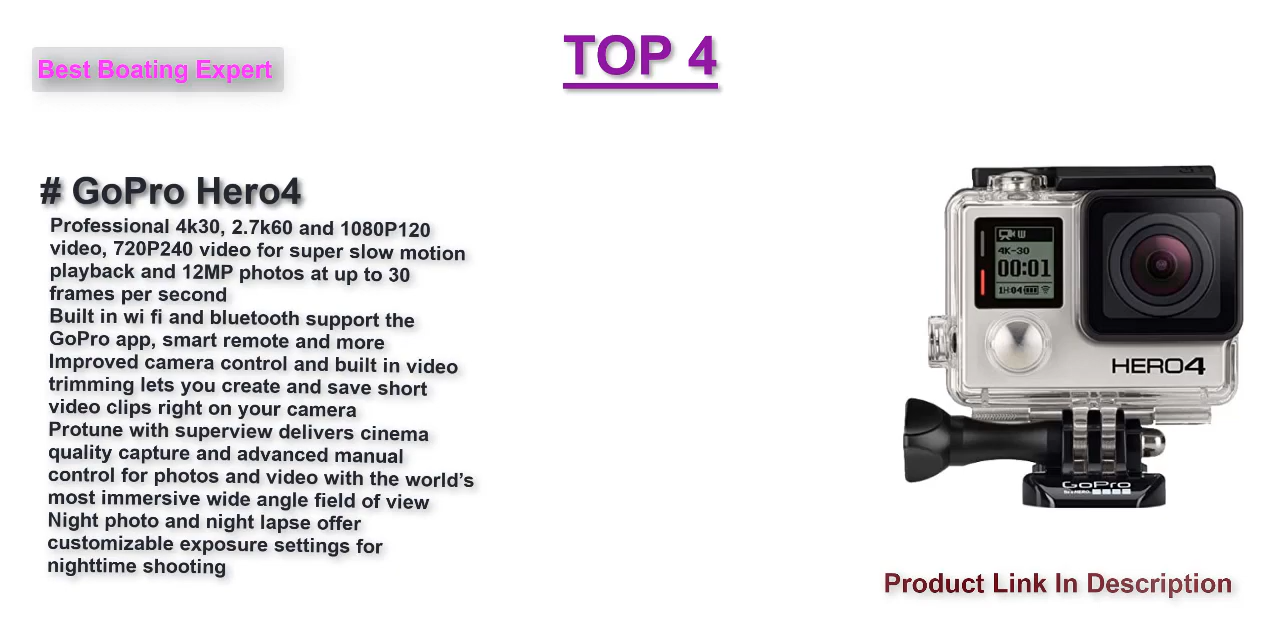 TOP 4
Best Boating Expert
# GoPro Hero4
Professional 4k30, 2.7k60 and 1080P120
video, 720P240 video for super slow motion
playback and 12MP photos at up to 30
frames per second
Built in wi fi and bluetooth support the
GoPro app, smart remote and more
Improved camera control and built in video
trimming lets you create and save short
video clips right on your camera
Protune with superview delivers cinema
quality capture and advanced manual
control for photos and video with the world’s
most immersive wide angle field of view
Night photo and night lapse offer
customizable exposure settings for
nighttime shooting
W
4K-30
00:01
1H:04
HERO4
GoPro
Be a HERO.
Product Link In Description